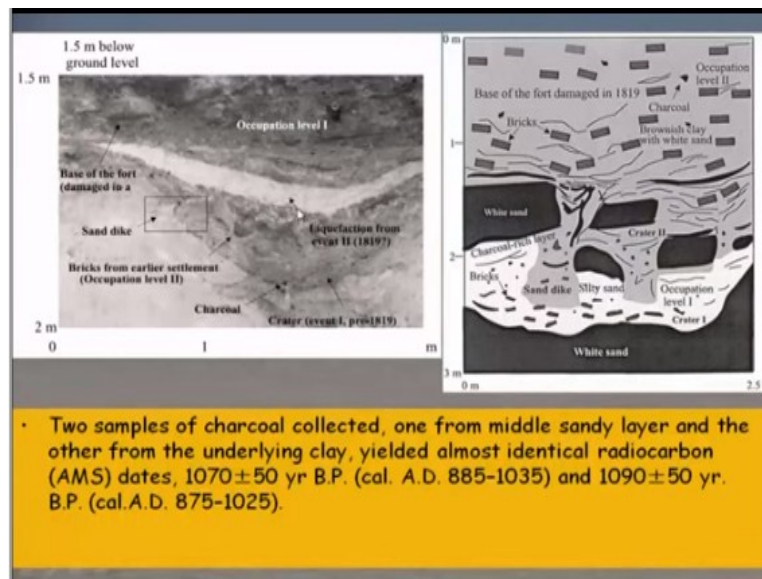 1.5 m below
ground level
1.5 m
Occupation level I
Base of the fort
(damaged in a
Sand dike
Liquefaction from
event II (1819?)
Bricks from earlier settlement
(Occupation level II)
Charcoal
Crater (event I, pre-1819)
2 m
0
1
m
0 m
Occupation
level II
Base of the fort damaged in 1819
Charcoal
Bricks
Brownish clay
with white sand
1
White sand
Crater II
Charcoal-rich layer
2
Bricks
Sand dike
Silty sand
Occupation
level I
Crater I
White sand
3 m
0 m
2.5
· Two samples of charcoal collected, one from middle sandy layer and the
other from the underlying clay, yielded almost identical radiocarbon
(AMS) dates, 1070±50 yr B.P. (cal. A.D. 885-1035) and 1090±50 yr.
B.P. (cal.A.D. 875-1025).